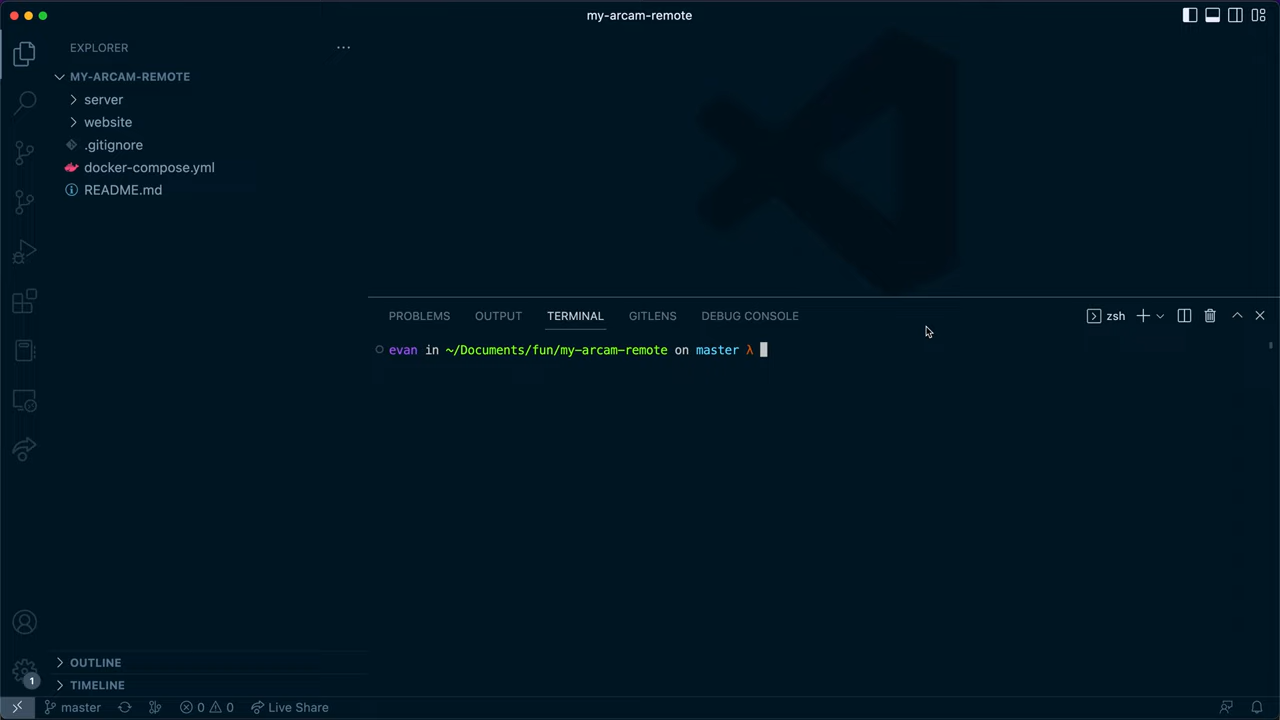 my-arcam-remote
EXPLORER
MY-ARCAM-REMOTE
server
website
.gitignore
docker-compose.yml
README.md
PROBLEMS OUTPUT TERMINAL GITLENS DEBUG CONSOLE zsh
evan in ~/Documents/fun/my-arcam-remote on master λ
OUTLINE
1
TIMELINE
master 0 0 Live Share